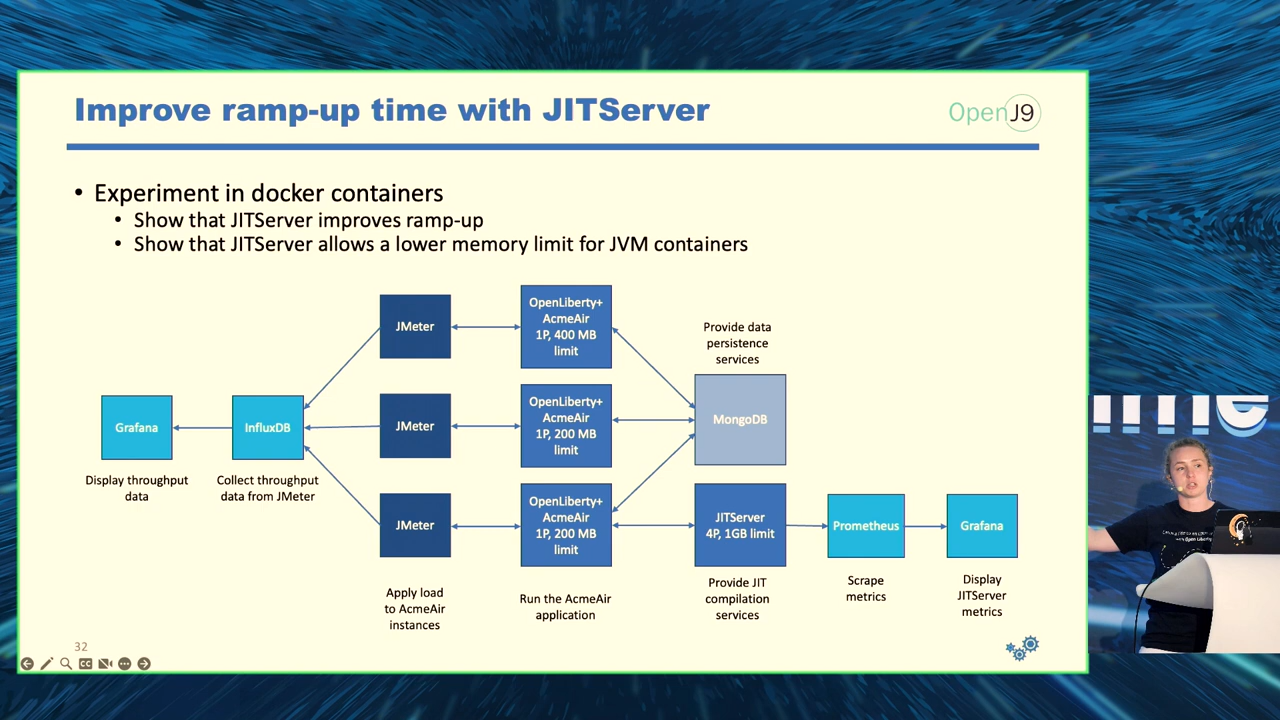 Improve ramp-up time with JITServer
OpenJ9
• Experiment in docker containers
• Show that JITServer improves ramp-up
• Show that JITServer allows a lower memory limit for JVM containers
JMeter
OpenLiberty+
AcmeAir
1P, 400 MB
limit
Provide data
persistence
services
Grafana
InfluxDB
JMeter
OpenLiberty+
AcmeAir
1P, 200 MB
limit
MongoDB
Display throughput
data
Collect throughput
data from JMeter
JMeter
OpenLiberty+
AcmeAir
1P, 200 MB
limit
JITServer
4P, 1GB limit
Prometheus
Grafana
Apply load
to AcmeAir
instances
Run the AcmeAir
application
Provide JIT
compilation
services
Scrape
metrics
Display
JITServer
metrics
32
CC